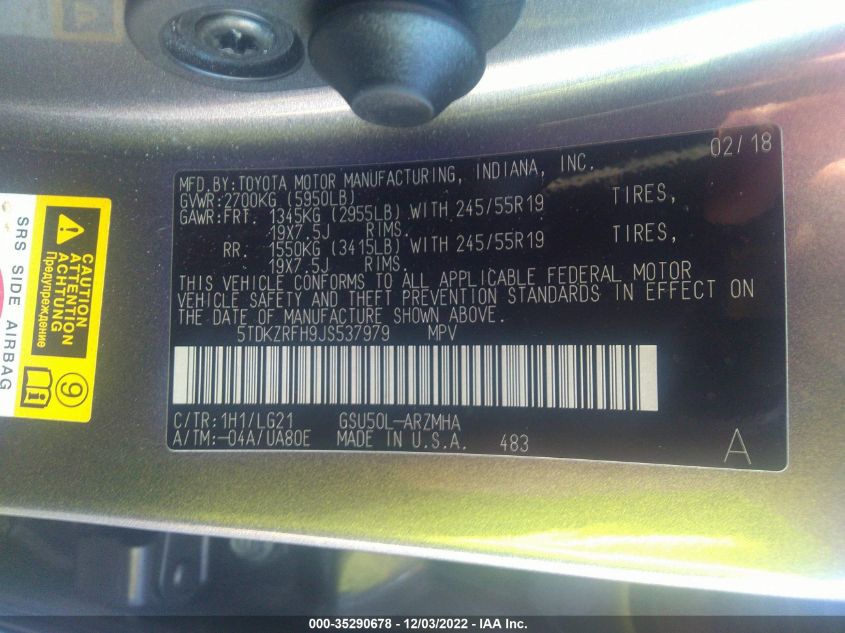 02/18
MFD.BY:TOYOTA MOTOR MANUFACTURING, INDIANA, INC.
GVWR:2700KG (5950LB)
GAWR:FRT. 1345KG (2955LB) WITH 245/55R19 TIRES,
19X7.5J RIMS.
RR. 1550KG (3415LB) WITH 245/55R19 TIRES,
19X7.5J RIMS.
THIS VEHICLE CONFORMS TO ALL APPLICABLE FEDERAL MOTOR
VEHICLE SAFETY AND THEFT PREVENTION STANDARDS IN EFFECT ON
THE DATE OF MANUFACTURE SHOWN ABOVE.
5TDKZRFH9JS537979 MPV
C/TR:1H1/LG21 GSU50L-ARZMHA
A/TM:-04A/UA80E MADE IN U.S.A. 483
A
SRS SIDE AIRBAG
CAUTION
ATTENTION
ACHTUNG
Предупреждение
9
000-35290678 - 12/03/2022 - IAA Inc.